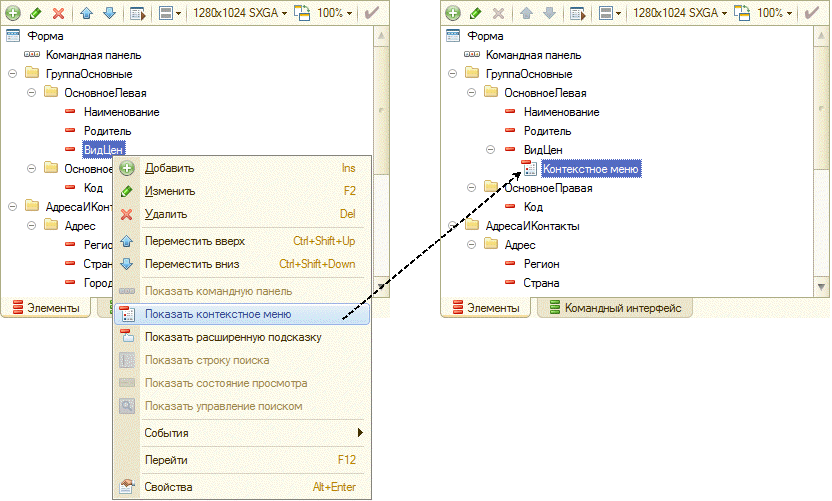 1280x1024 SXGA 100%
Форма
Командная панель
ГруппаОсновные
ОсновноеЛевая
Наименование
Родитель
ВидЦен
Основное
Код
АдресаИКонт
Адрес
Реги
Стран
Город
Элементы
Добавить Ins
Изменить F2
Удалить Del
Переместить вверх Ctrl+Shift+Up
Переместить вниз Ctrl+Shift+Down
Показать командную панель
Показать контекстное меню
Показать расширенную подсказку
Показать строку поиска
Показать состояние просмотра
Показать управление поиском
События
Перейти F12
Свойства Alt+Enter
1280x1024 SXGA 100%
Форма
Командная панель
ГруппаОсновные
ОсновноеЛевая
Наименование
Родитель
ВидЦен
Контекстное меню
ОсновноеПравая
Код
АдресаИКонтакты
Адрес
Регион
Страна
Элементы
Командный интерфейс